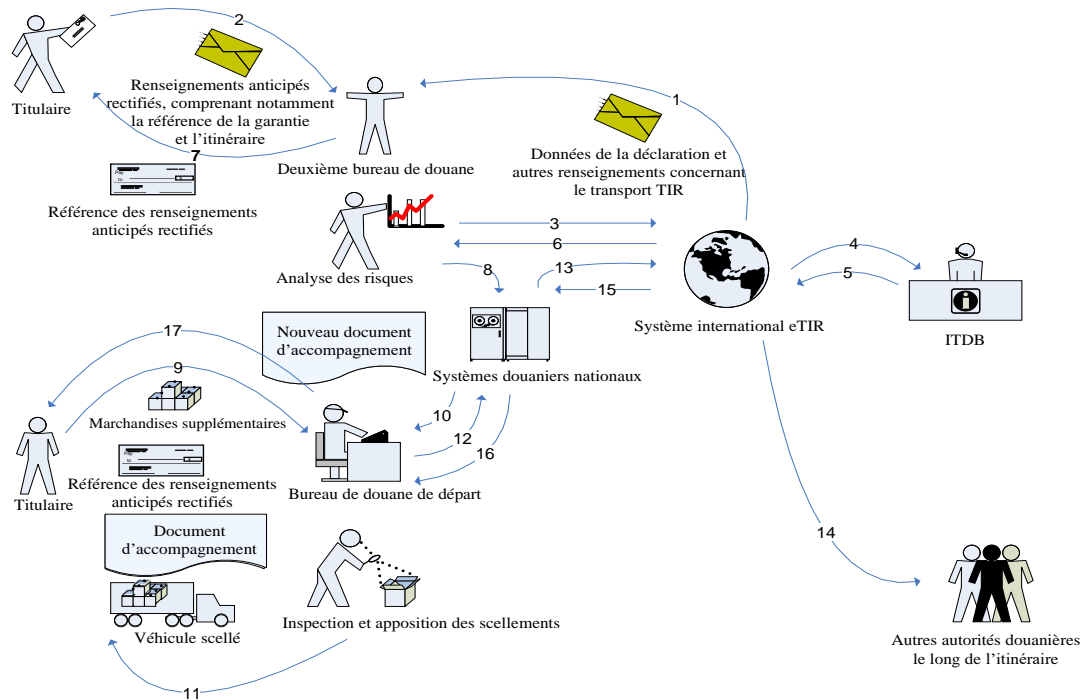 2
1
Titulaire
Renseignements anticipés
rectifiés, comprenant notamment
la référence de la garantie
et l'itinéraire
7
Deuxième bureau de douane
Données de la déclaration et
autres renseignements concernant
le transport TIR
Référence des renseignements
anticipés rectifiés
3
6
4
5
Analyse des risques
8
13
15
Système international eTIR
ITDB
Nouveau document
d'accompagnement
Systèmes douaniers nationaux
17
9
10
12
16
Marchandises supplémentaires
Titulaire
Référence des renseignements
anticipés rectifiés
Bureau de douane de départ
14
Document
d'accompagnement
Véhicule scellé
Inspection et apposition des scellements
11
Autres autorités douanières
le long de l'itinéraire